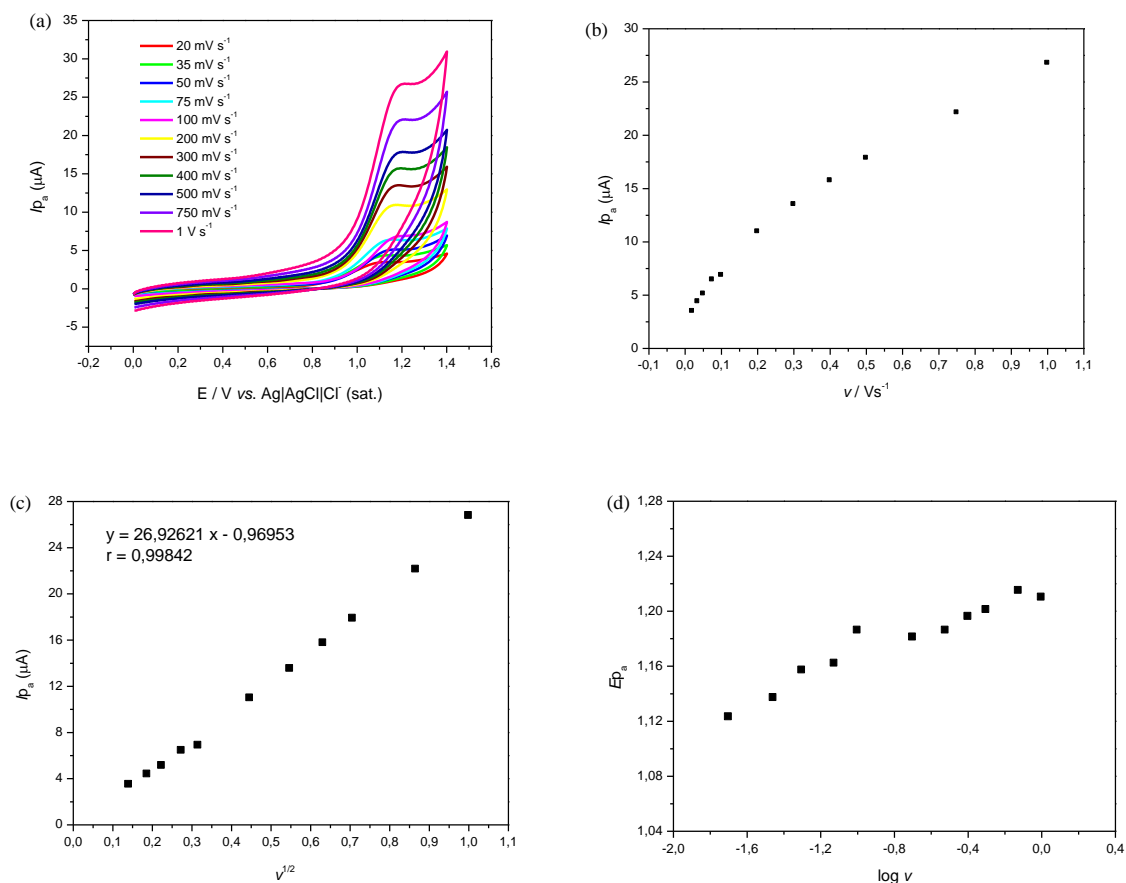 (a)
35
30
25
20
15
10
5
0
-5
Ip_a (μA)
20 mV s⁻¹
35 mV s⁻¹
50 mV s⁻¹
75 mV s⁻¹
100 mV s⁻¹
200 mV s⁻¹
300 mV s⁻¹
400 mV s⁻¹
500 mV s⁻¹
750 mV s⁻¹
1 V s⁻¹
-0,2 0,0 0,2 0,4 0,6 0,8 1,0 1,2 1,4 1,6
E / V vs. Ag|AgCl|Cl⁻ (sat.)
(b)
35
30
25
20
15
10
5
0
Ip_a (μA)
-0,1 0,0 0,1 0,2 0,3 0,4 0,5 0,6 0,7 0,8 0,9 1,0 1,1
v / Vs⁻¹
(c)
28
24
20
16
12
8
4
0
Ip_a (μA)
y = 26,92621 x - 0,96953
r = 0,99842
0,0 0,1 0,2 0,3 0,4 0,5 0,6 0,7 0,8 0,9 1,0 1,1
v^1/2
(d)
1,28
1,24
1,20
1,16
1,12
1,08
1,04
Ep_a
-2,0 -1,6 -1,2 -0,8 -0,4 0,0 0,4
log v